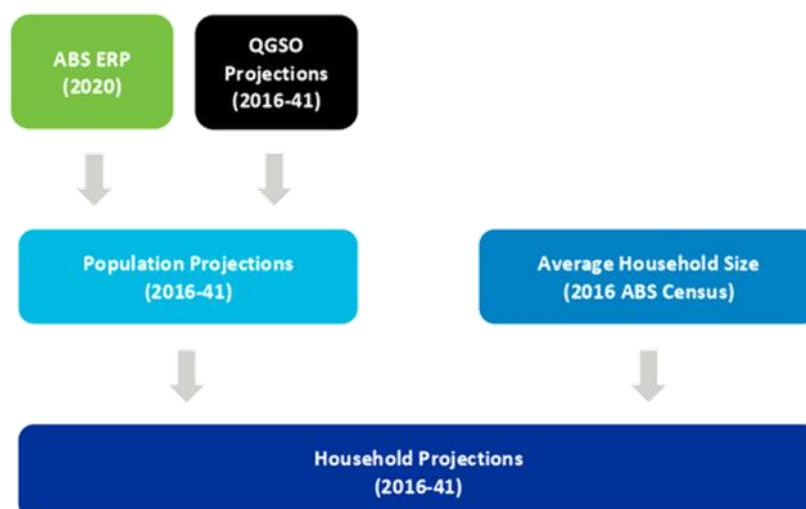 ABS ERP
(2020)
QGSO
Projections
(2016-41)
Population Projections
(2016-41)
Average Household Size
(2016 ABS Census)
Household Projections
(2016-41)